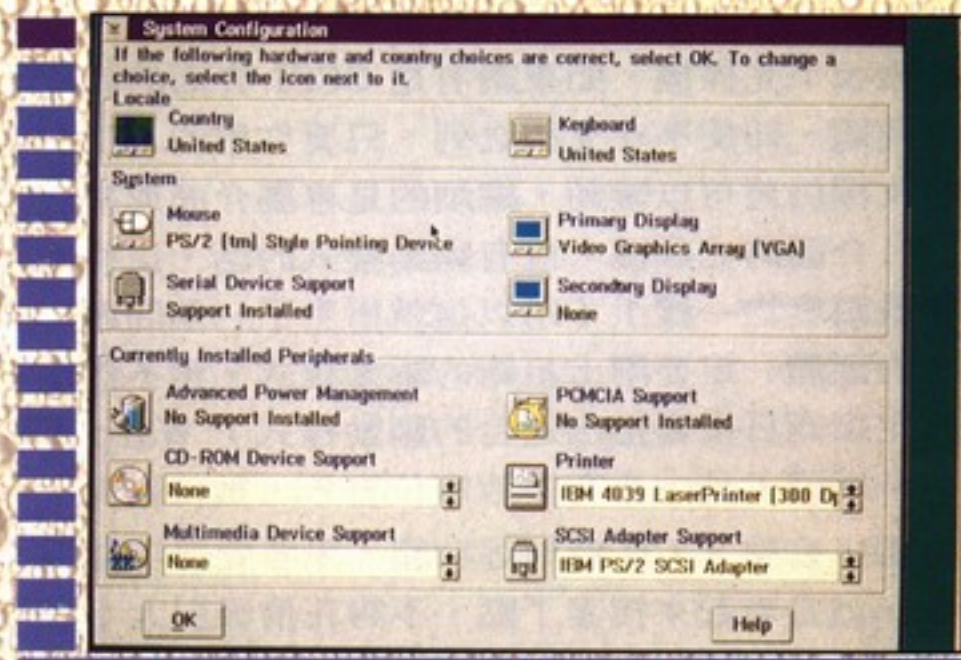 System Configuration
If the following hardware and country choices are correct, select OK. To change a
choice, select the icon next to it.
Locale
Country
United States
Keyboard
United States
System
Mouse
PS/2 (tm) Style Pointing Device
Primary Display
Video Graphics Array (VGA)
Serial Device Support
Support Installed
Secondary Display
None
Currently Installed Peripherals
Advanced Power Management
No Support Installed
PCMCIA Support
No Support Installed
CD-ROM Device Support
None
Printer
IBM 4039 LaserPrinter (300 D
Multimedia Device Support
None
SCSI Adapter Support
IBM PS/2 SCSI Adapter
OK
Help